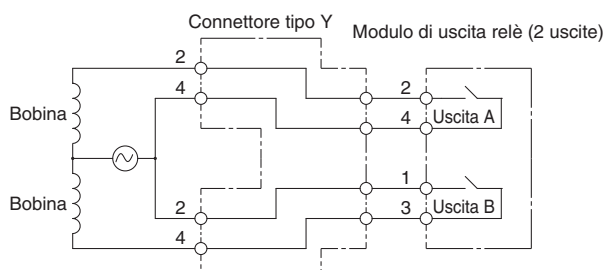 Connettore tipo Y
Modulo di uscita relè (2 uscite)
2
4
2
Bobina
4
Uscita A
1
Bobina
2
3
Uscita B
4